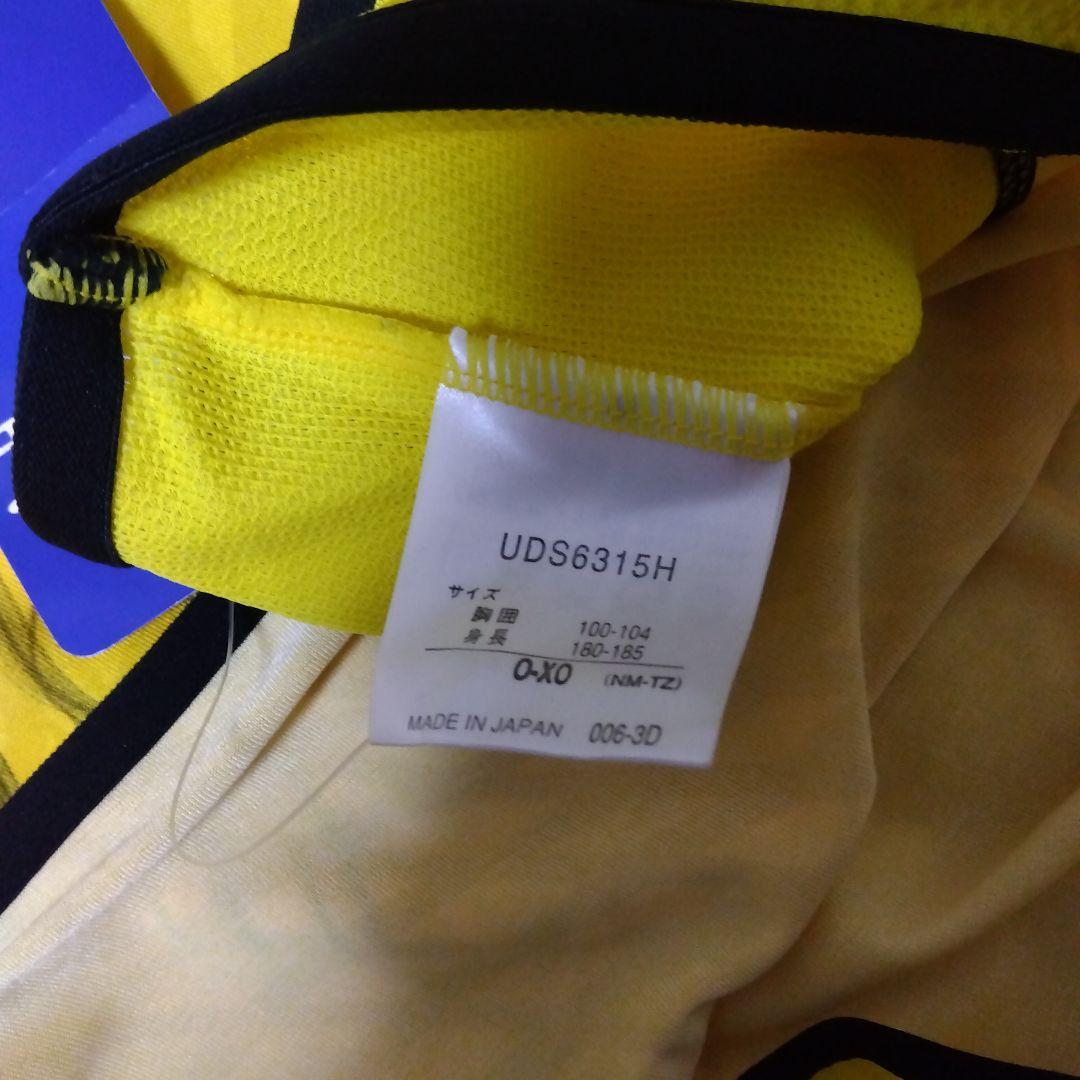 UDS6315H
サイズ
胸囲 100-104
身長 180-185
O-XO (NM-TZ)
MADE IN JAPAN 006-3D